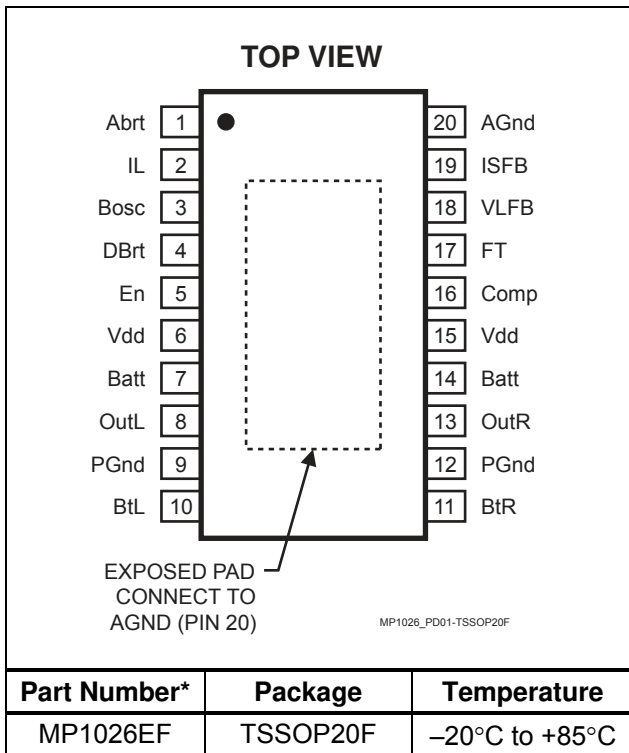 TOP VIEW
Abrt 1 20 AGnd
IL 2 19 ISFB
Bosc 3 18 VLFB
DBrt 4 17 FT
En 5 16 Comp
Vdd 6 15 Vdd
Batt 7 14 Batt
OutL 8 13 OutR
PGnd 9 12 PGnd
BtL 10 11 BtR
EXPOSED PAD
CONNECT TO
AGND (PIN 20)
MP1026_PD01-TSSOP20F
Part Number* Package Temperature
MP1026EF TSSOP20F –20°C to +85°C